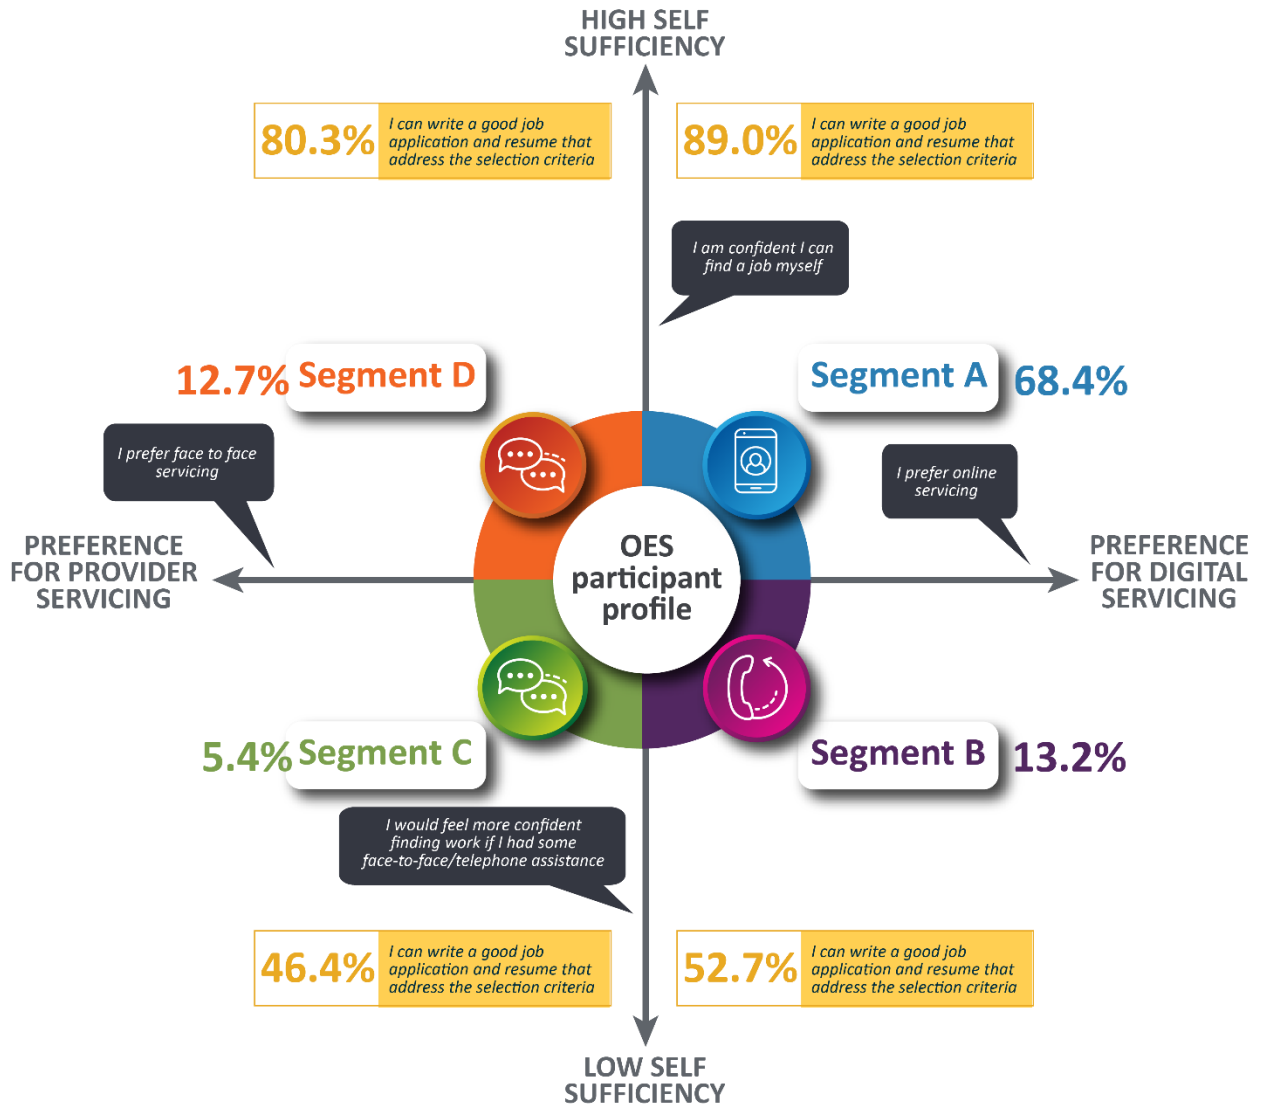 HIGH SELF
SUFFICIENCY
80.3%
I can write a good job
application and resume that
address the selection criteria
89.0%
I can write a good job
application and resume that
address the selection criteria
I am confident I can
find a job myself
12.7%
Segment D
Segment A
68.4%
I prefer face to face
servicing
I prefer online
servicing
PREFERENCE
FOR PROVIDER
SERVICING
OES
participant
profile
PREFERENCE
FOR DIGITAL
SERVICING
5.4%
Segment C
Segment B
13.2%
I would feel more confident
finding work if I had some
face-to-face/telephone assistance
46.4%
I can write a good job
application and resume that
address the selection criteria
52.7%
I can write a good job
application and resume that
address the selection criteria
LOW SELF
SUFFICIENCY